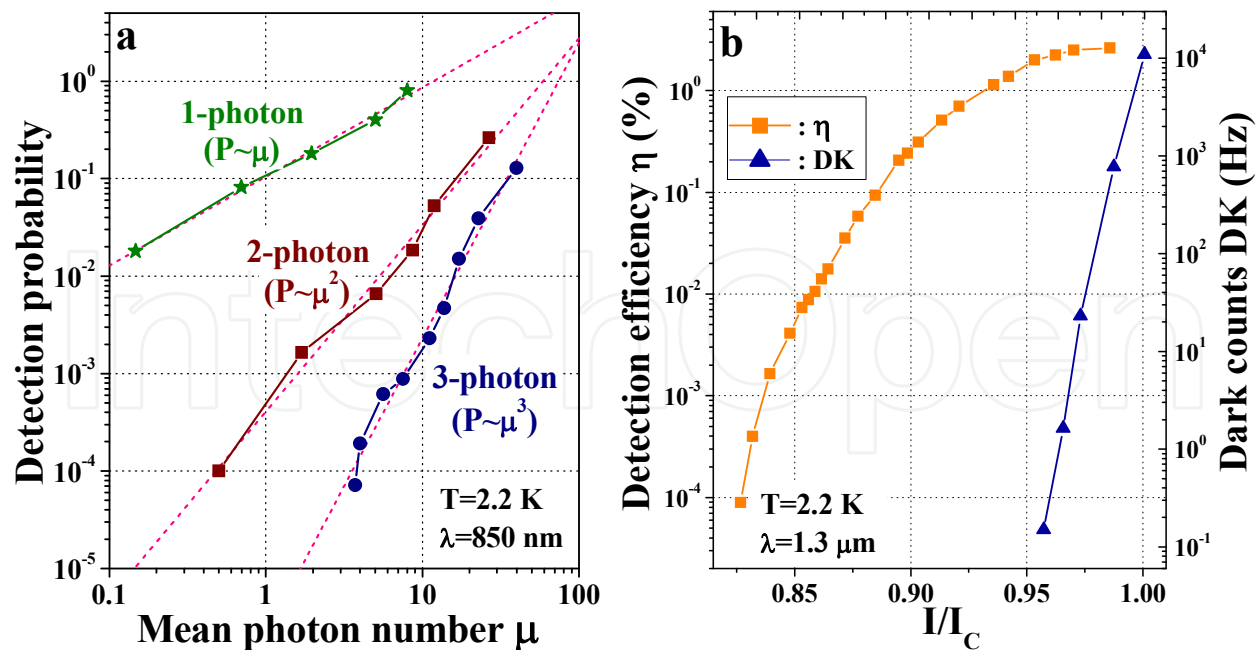 a
Detection probability
10^0
10^-1
10^-2
10^-3
10^-4
10^-5
1-photon
(P~μ)
2-photon
(P~μ^2)
3-photon
(P~μ^3)
T=2.2 K
λ=850 nm
0.1
1
10
100
Mean photon number μ
b
Detection efficiency η (%)
10^0
10^-1
10^-2
10^-3
10^-4
: η
: DK
T=2.2 K
λ=1.3 μm
0.85
0.90
0.95
1.00
I/I_C
10^4
10^3
10^2
10^1
10^0
10^-1
Dark counts DK (Hz)
IntechOpen